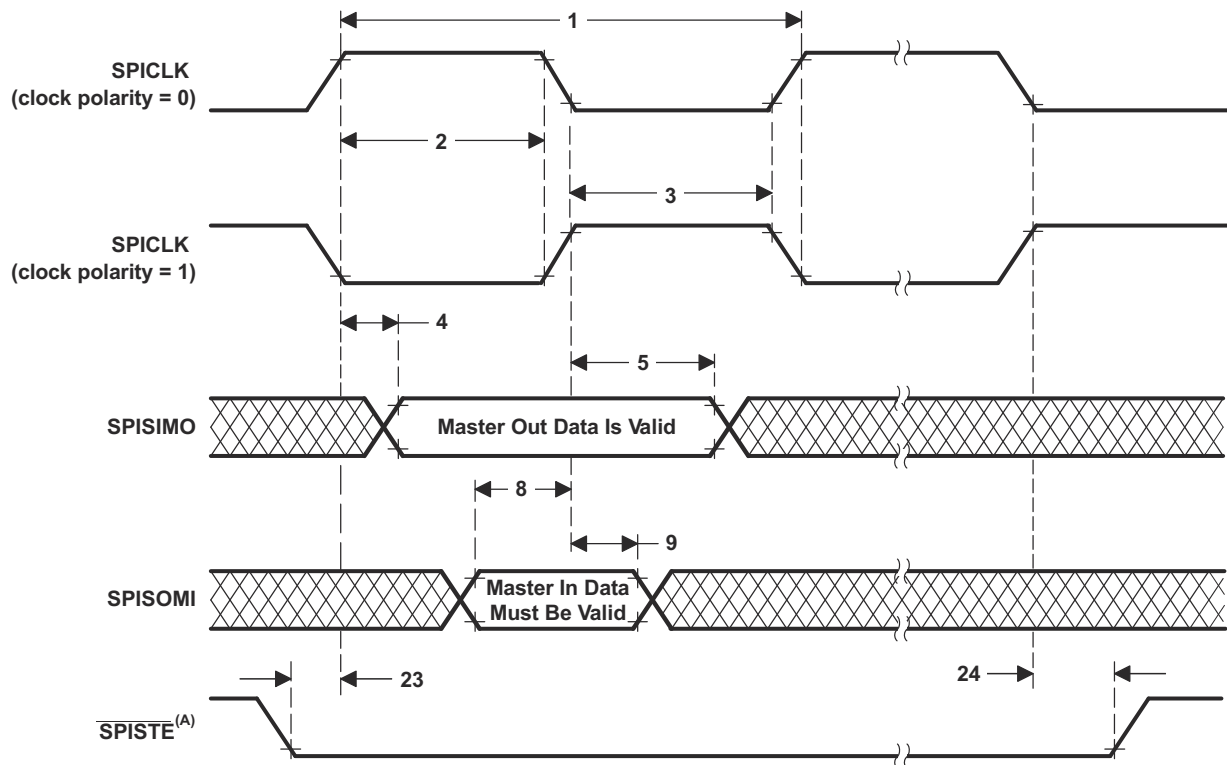 1
SPICLK
(clock polarity = 0)
2
3
SPICLK
(clock polarity = 1)
4
5
SPISIMO
Master Out Data Is Valid
8
9
SPISOMI
Master In Data
Must Be Valid
23
24
SPISTE(A)